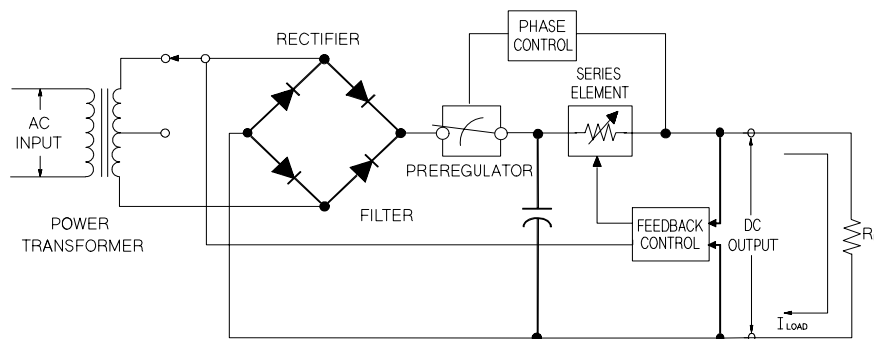 PHASE
CONTROL
RECTIFIER
SERIES
ELEMENT
AC
INPUT
PREREGULATOR
FILTER
POWER
TRANSFORMER
FEEDBACK
CONTROL
DC
OUTPUT
R
I LOAD